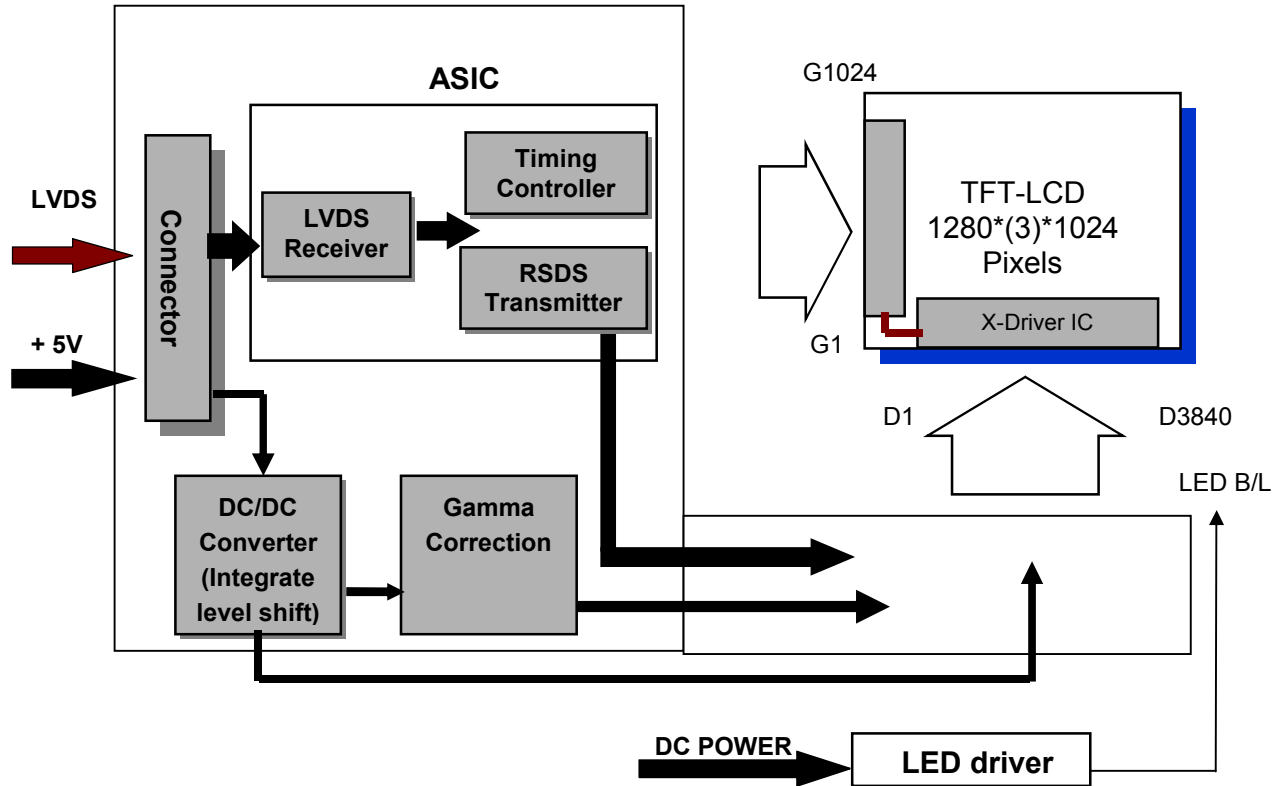 ASIC
LVDS
+ 5V
Connector
LVDS
Receiver
Timing
Controller
RSDS
Transmitter
DC/DC
Converter
(Integrate
level shift)
Gamma
Correction
G1024
G1
TFT-LCD
1280*(3)*1024
Pixels
X-Driver IC
D1
D3840
LED B/L
DC POWER
LED driver